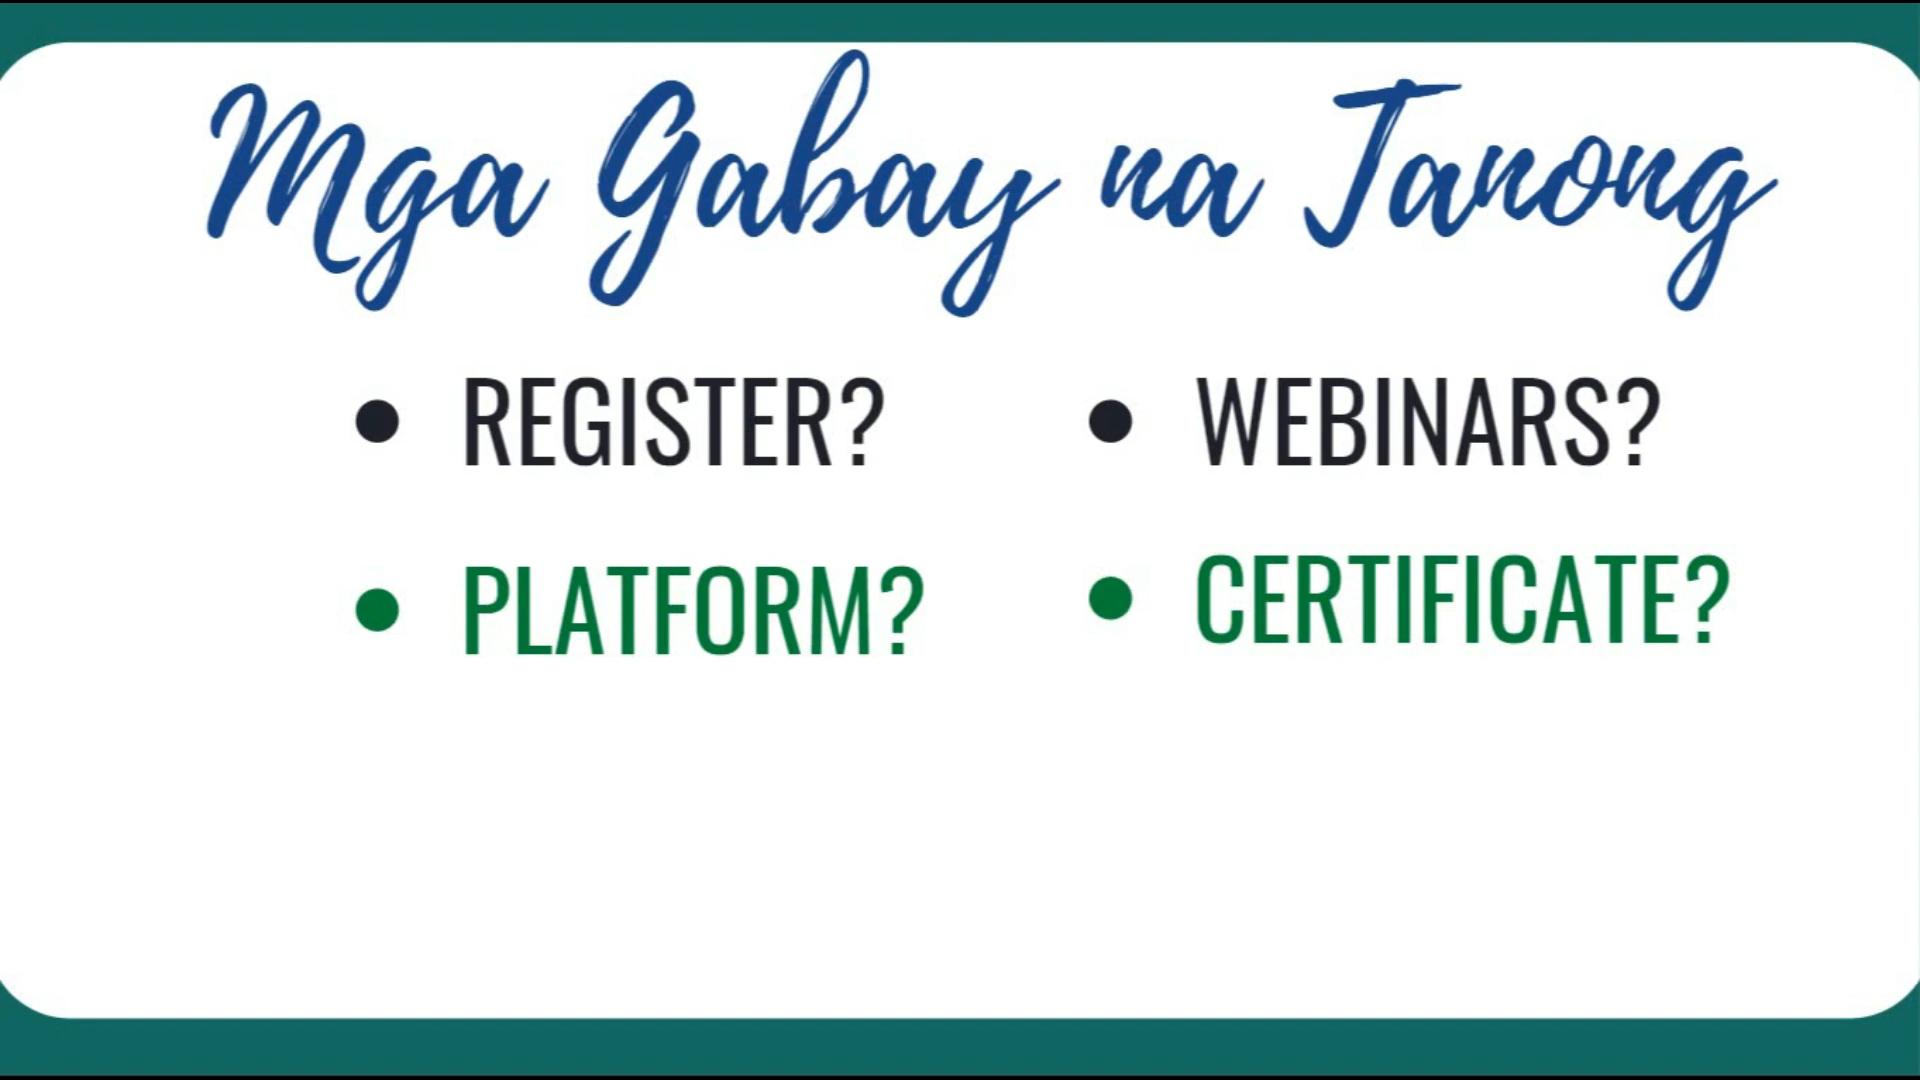 Mga Gabay na Tanong
• REGISTER?
• PLATFORM?
• WEBINARS?
• CERTIFICATE?